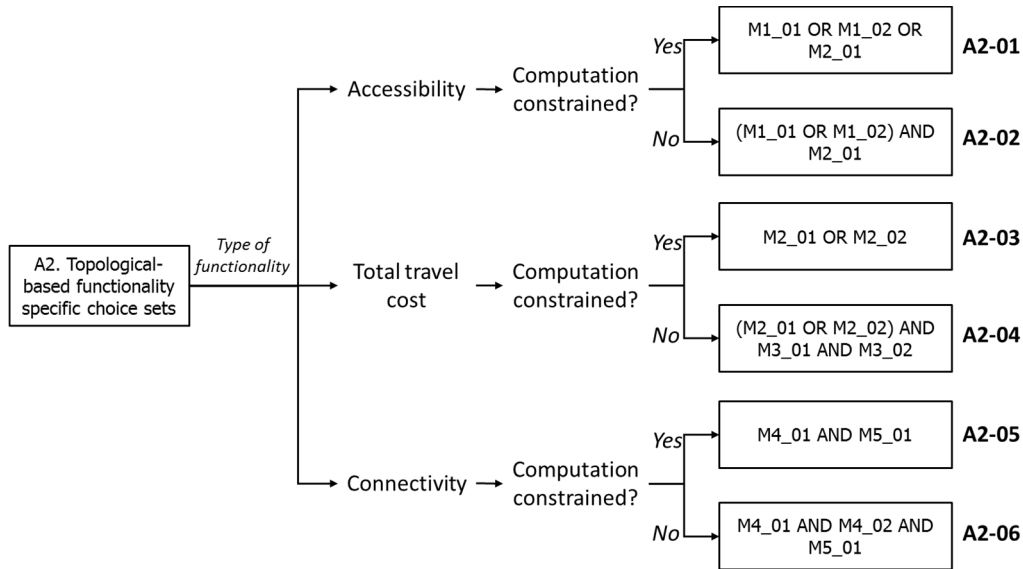 A2. Topological-
based functionality
specific choice sets
Type of
functionality
Accessibility
Computation
constrained?
Yes
M1_01 OR M1_02 OR
M2_01
A2-01
No
(M1_01 OR M1_02) AND
M2_01
A2-02
Total travel
cost
Computation
constrained?
Yes
M2_01 OR M2_02
A2-03
No
(M2_01 OR M2_02) AND
M3_01 AND M3_02
A2-04
Connectivity
Computation
constrained?
Yes
M4_01 AND M5_01
A2-05
No
M4_01 AND M4_02 AND
M5_01
A2-06